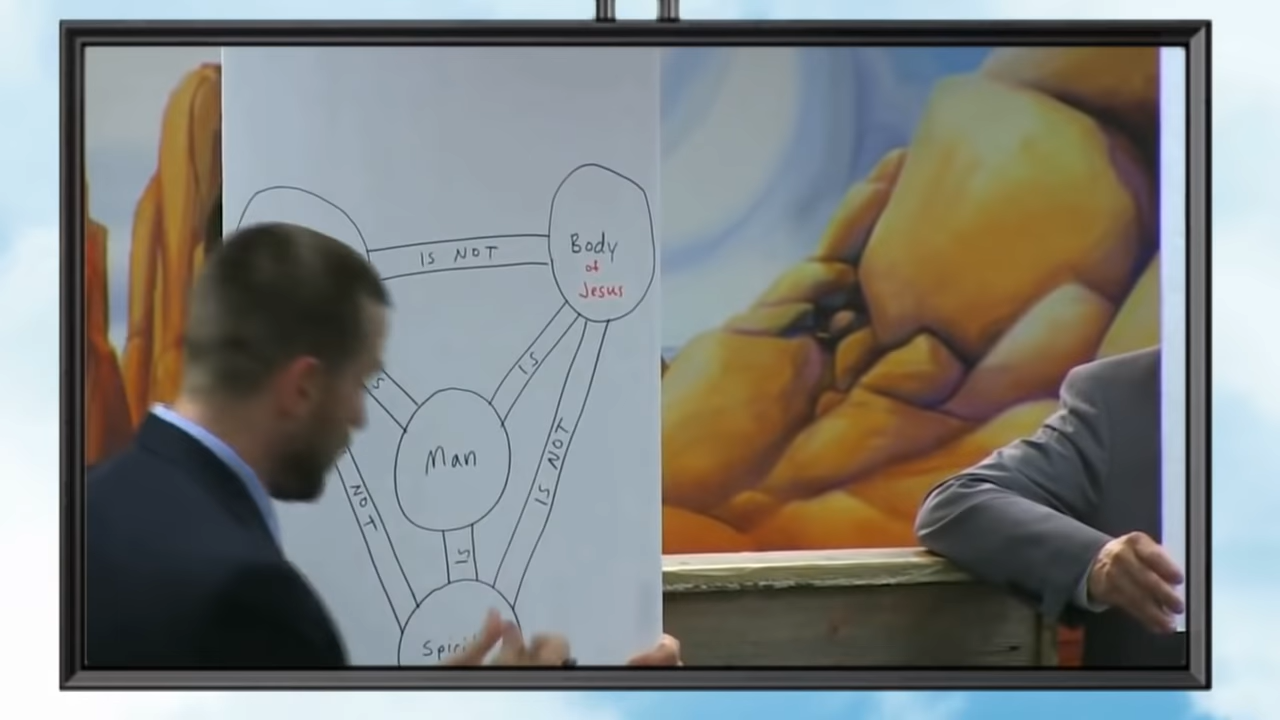 IS NOT
Body
of
Jesus
IS
Man
NOT
IS NOT
IS